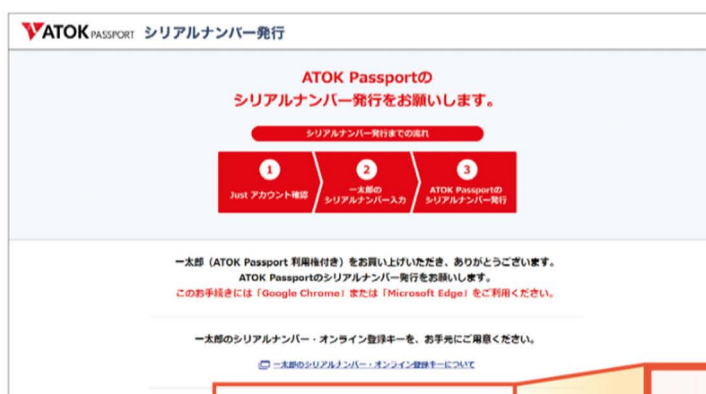 ATOK PASSPORT シリアルナンバー発行
ATOK Passportの
シリアルナンバー発行をお願いします。
シリアルナンバー発行までの流れ
1
Just アカウント確認
2
一太郎の
シリアルナンバー入力
3
ATOK Passportの
シリアルナンバー発行
一太郎（ATOK Passport 利用権付き）をお買い上げいただき、ありがとうございます。
ATOK Passportのシリアルナンバー発行をお願いします。
このお手続きには「Google Chrome」または「Microsoft Edge」をご利用ください。
一太郎のシリアルナンバー・オンライン登録キーを、お手元にご用意ください。
一太郎のシリアルナンバー・オンライン登録キーについて